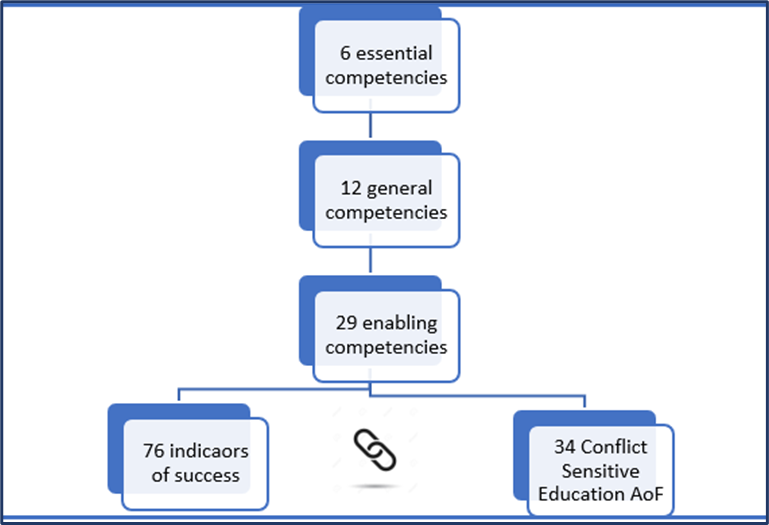 6 essential
competencies
12 general
competencies
29 enabling
competencies
76 indicaors
of success
34 Conflict
Sensitive
Education AoF